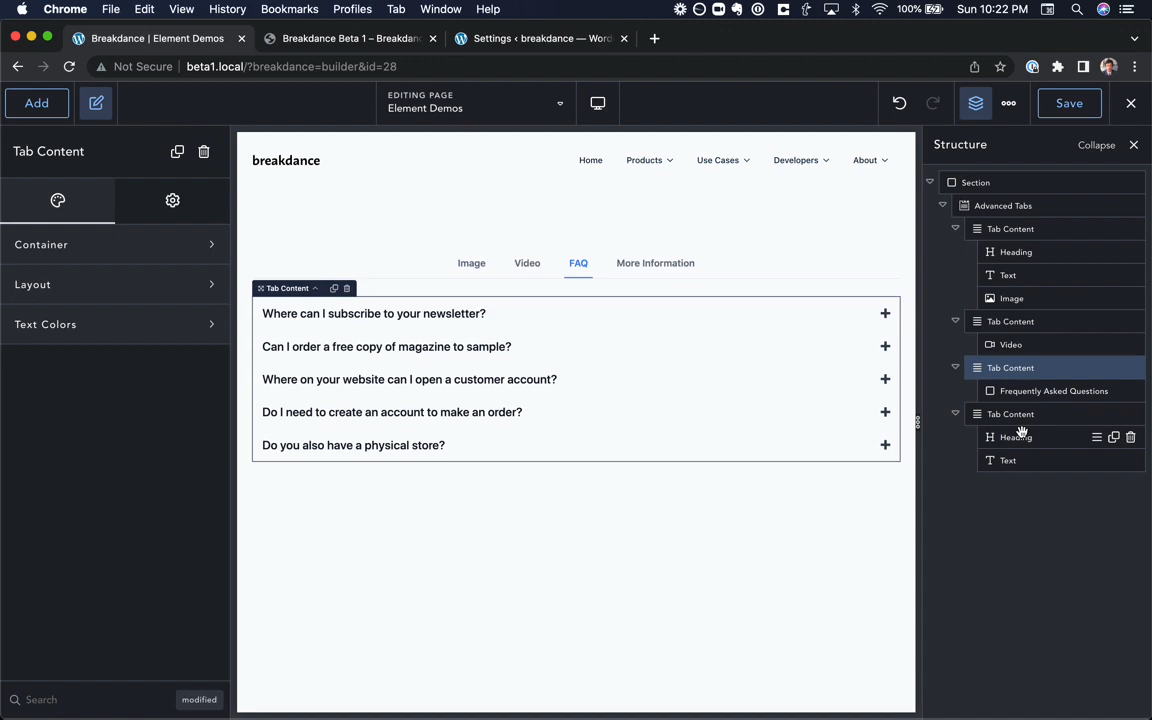 Chrome File Edit View History Bookmarks Profiles Tab Window Help 100% Sun 10:22 PM
Breakdance | Element Demos Breakdance Beta 1 – Breakdanc Settings ‹ breakdance — Word
Not Secure beta1.local/?breakdance=builder&id=28
Add
EDITING PAGE
Element Demos
Save
Tab Content
Container
Layout
Text Colors
Search modified
breakdance
Home Products Use Cases Developers About
Image Video FAQ More Information
Tab Content
Where can I subscribe to your newsletter?
Can I order a free copy of magazine to sample?
Where on your website can I open a customer account?
Do I need to create an account to make an order?
Do you also have a physical store?
Structure Collapse
Section
Advanced Tabs
Tab Content
Heading
Text
Image
Tab Content
Video
Tab Content
Frequently Asked Questions
Tab Content
Heading
Text